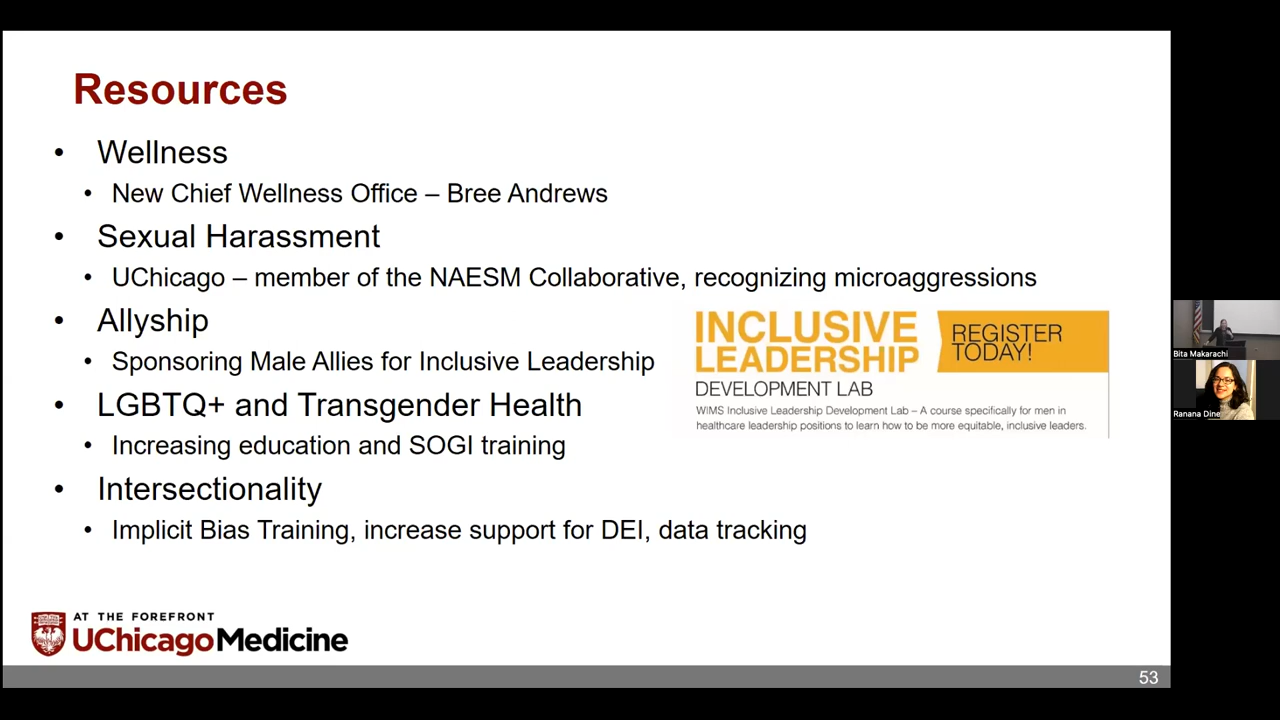 Resources
• Wellness
• New Chief Wellness Office – Bree Andrews
• Sexual Harassment
• UChicago – member of the NAESM Collaborative, recognizing microaggressions
• Allyship
• Sponsoring Male Allies for Inclusive Leadership
• LGBTQ+ and Transgender Health
• Increasing education and SOGI training
• Intersectionality
• Implicit Bias Training, increase support for DEI, data tracking
INCLUSIVE
LEADERSHIP
DEVELOPMENT LAB
REGISTER
TODAY!
WIMS Inclusive Leadership Development Lab – A course specifically for men in
healthcare leadership positions to learn how to be more equitable, inclusive leaders.
AT THE FOREFRONT
UChicagoMedicine
53
Bita Makarachi
Ranana Dine